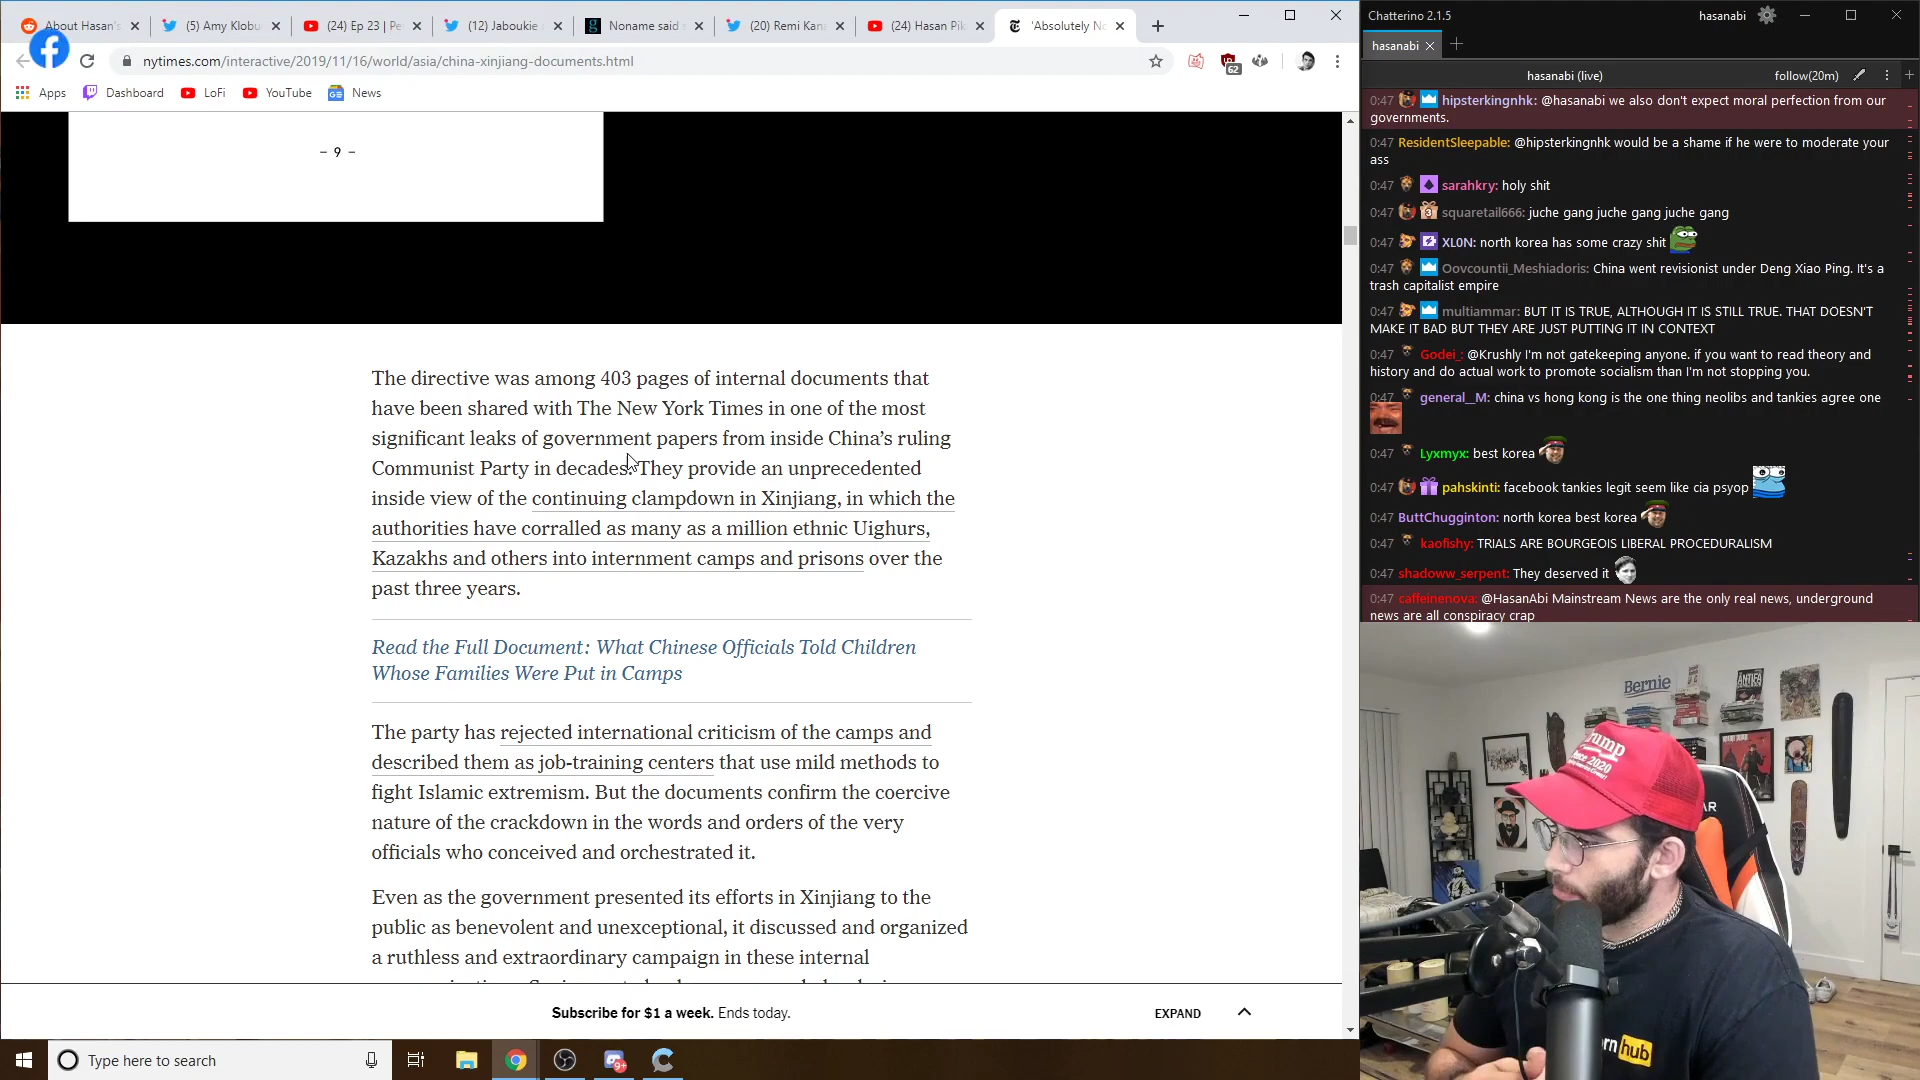 About Hasan's
(5) Amy Klobu
(24) Ep 23 | Pe
(12) Jaboukie
Noname said
(20) Remi Kana
(24) Hasan Pik
'Absolutely No
nytimes.com/interactive/2019/11/16/world/asia/china-xinjiang-documents.html
62
Apps
Dashboard
LoFi
YouTube
News
– 9 –
The directive was among 403 pages of internal documents that
have been shared with The New York Times in one of the most
significant leaks of government papers from inside China's ruling
Communist Party in decades. They provide an unprecedented
inside view of the continuing clampdown in Xinjiang, in which the
authorities have corralled as many as a million ethnic Uighurs,
Kazakhs and others into internment camps and prisons over the
past three years.
Read the Full Document: What Chinese Officials Told Children
Whose Families Were Put in Camps
The party has rejected international criticism of the camps and
described them as job-training centers that use mild methods to
fight Islamic extremism. But the documents confirm the coercive
nature of the crackdown in the words and orders of the very
officials who conceived and orchestrated it.
Even as the government presented its efforts in Xinjiang to the
public as benevolent and unexceptional, it discussed and organized
a ruthless and extraordinary campaign in these internal
Subscribe for $1 a week. Ends today.
EXPAND
Type here to search
9+
Chatterino 2.1.5
hasanabi
hasanabi
hasanabi (live)
follow(20m)
0:47 hipsterkingnhk: @hasanabi we also don't expect moral perfection from our
governments.
0:47 ResidentSleepable: @hipsterkingnhk would be a shame if he were to moderate your
ass
0:47 sarahkry: holy shit
0:47 squaretail666: juche gang juche gang juche gang
0:47 XL0N: north korea has some crazy shit
0:47 Oovcountii_Meshiadoris: China went revisionist under Deng Xiao Ping. It's a
trash capitalist empire
0:47 multiammar: BUT IT IS TRUE, ALTHOUGH IT IS STILL TRUE. THAT DOESN'T
MAKE IT BAD BUT THEY ARE JUST PUTTING IT IN CONTEXT
0:47 Godei_: @Krushly I'm not gatekeeping anyone. if you want to read theory and
history and do actual work to promote socialism than I'm not stopping you.
0:47 general__M: china vs hong kong is the one thing neolibs and tankies agree one
0:47 Lyxmyx: best korea
0:47 pahskinti: facebook tankies legit seem like cia psyop
0:47 ButtChugginton: north korea best korea
0:47 kaofishy: TRIALS ARE BOURGEOIS LIBERAL PROCEDURALISM
0:47 shadoww_serpent: They deserved it
0:47 caffeinenova: @HasanAbi Mainstream News are the only real news, underground
news are all conspiracy crap
Bernie
ANTIFA
Trump
2020
AR
rn hub